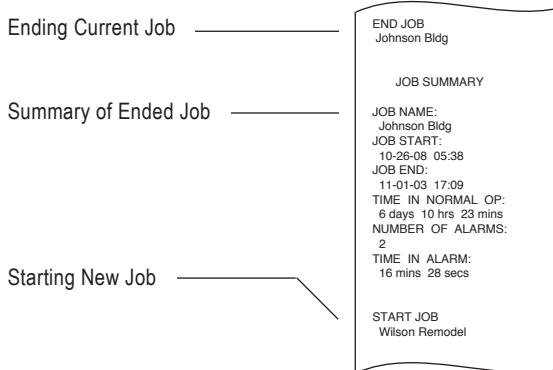 Ending Current Job
END JOB
Johnson Bldg
JOB SUMMARY
Summary of Ended Job
JOB NAME:
Johnson Bldg
JOB START:
10-26-08 05:38
JOB END:
11-01-03 17:09
TIME IN NORMAL OP:
6 days 10 hrs 23 mins
NUMBER OF ALARMS:
2
TIME IN ALARM:
16 mins 28 secs
Starting New Job
START JOB
Wilson Remodel